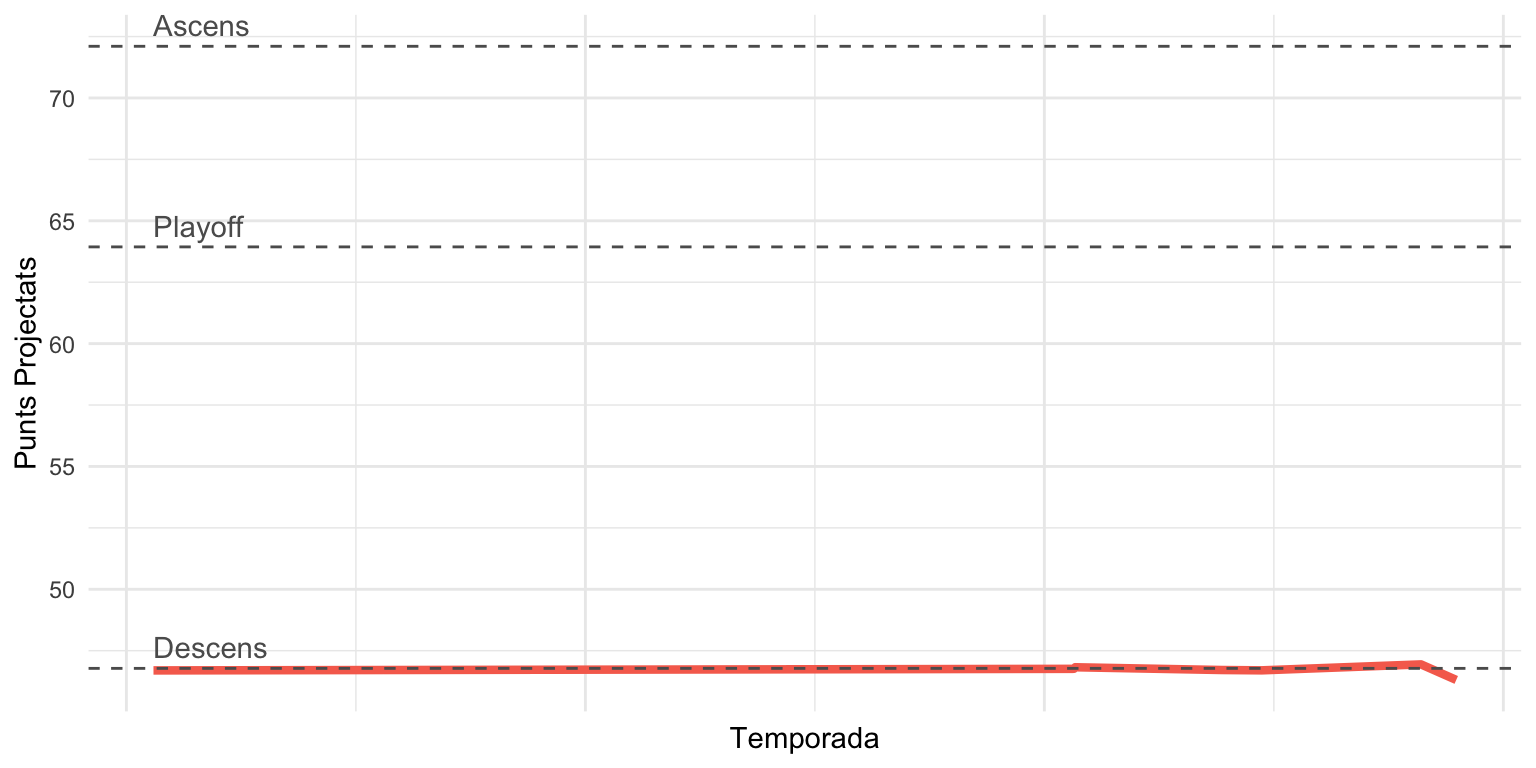 Ascens
70
65
Playoff
60
55
50
Descens
Punts Projectats
Temporada